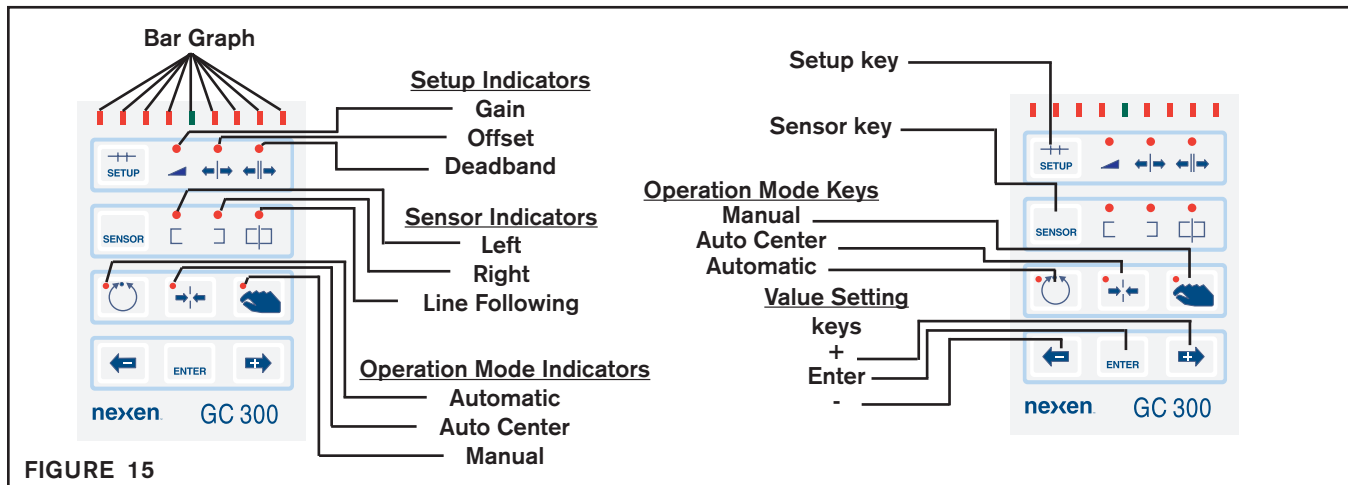 Bar Graph
Setup Indicators
Gain
Offset
Deadband
Sensor Indicators
Left
Right
Line Following
Operation Mode Indicators
Automatic
Auto Center
Manual
SETUP
SENSOR
ENTER
nexen GC 300
Setup key
Sensor key
Operation Mode Keys
Manual
Auto Center
Automatic
Value Setting
keys
+
Enter
-
SETUP
SENSOR
ENTER
nexen GC 300
FIGURE 15